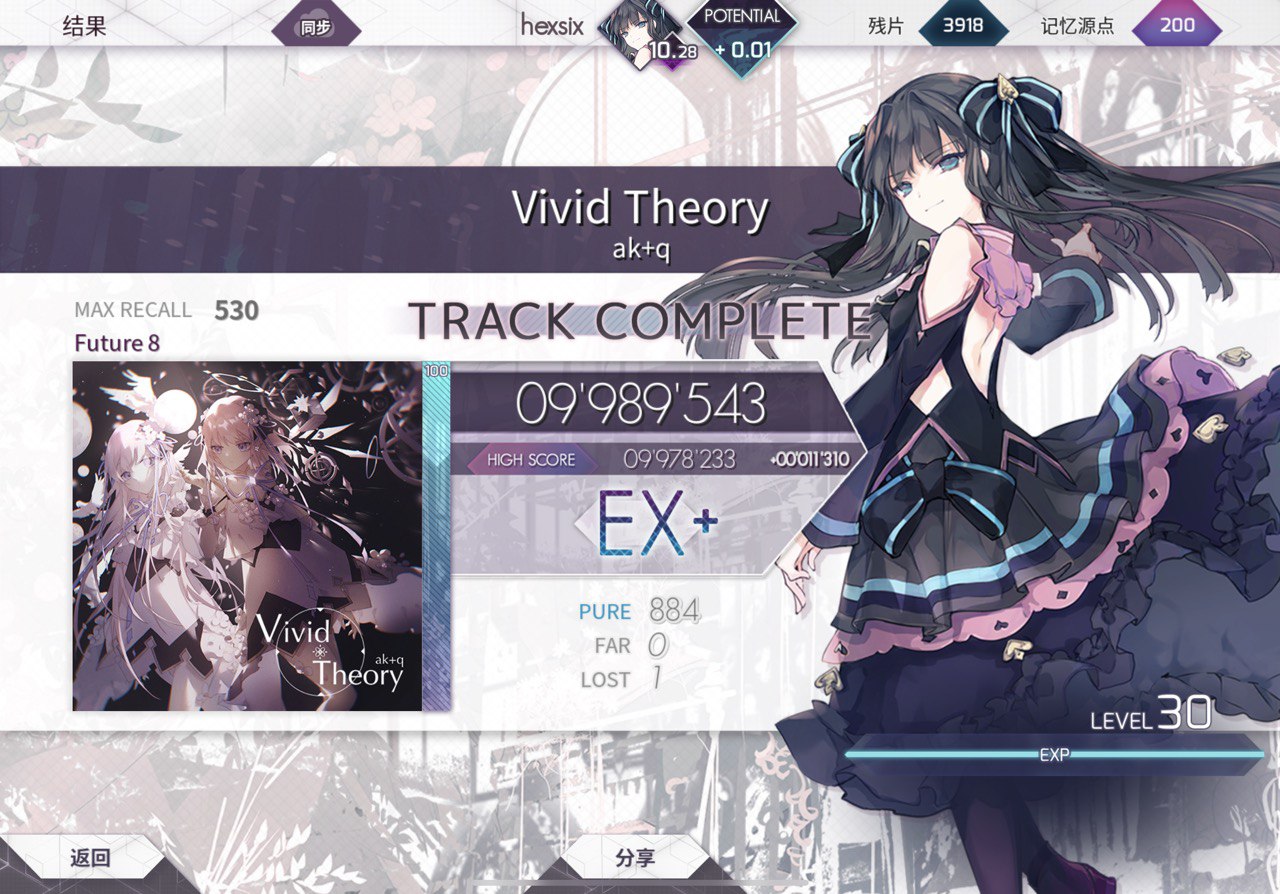 结果
同步
hexsix
10.28
POTENTIAL
+ 0.01
残片
3918
记忆源点
200
Vivid Theory
ak+q
MAX RECALL 530
TRACK COMPLETE
Future 8
100
09'989'543
HIGH SCORE 09'978'233 +00'011'310
EX+
PURE 884
FAR 0
LOST 1
Vivid
Theory
ak+q
LEVEL 30
EXP
返回
分享